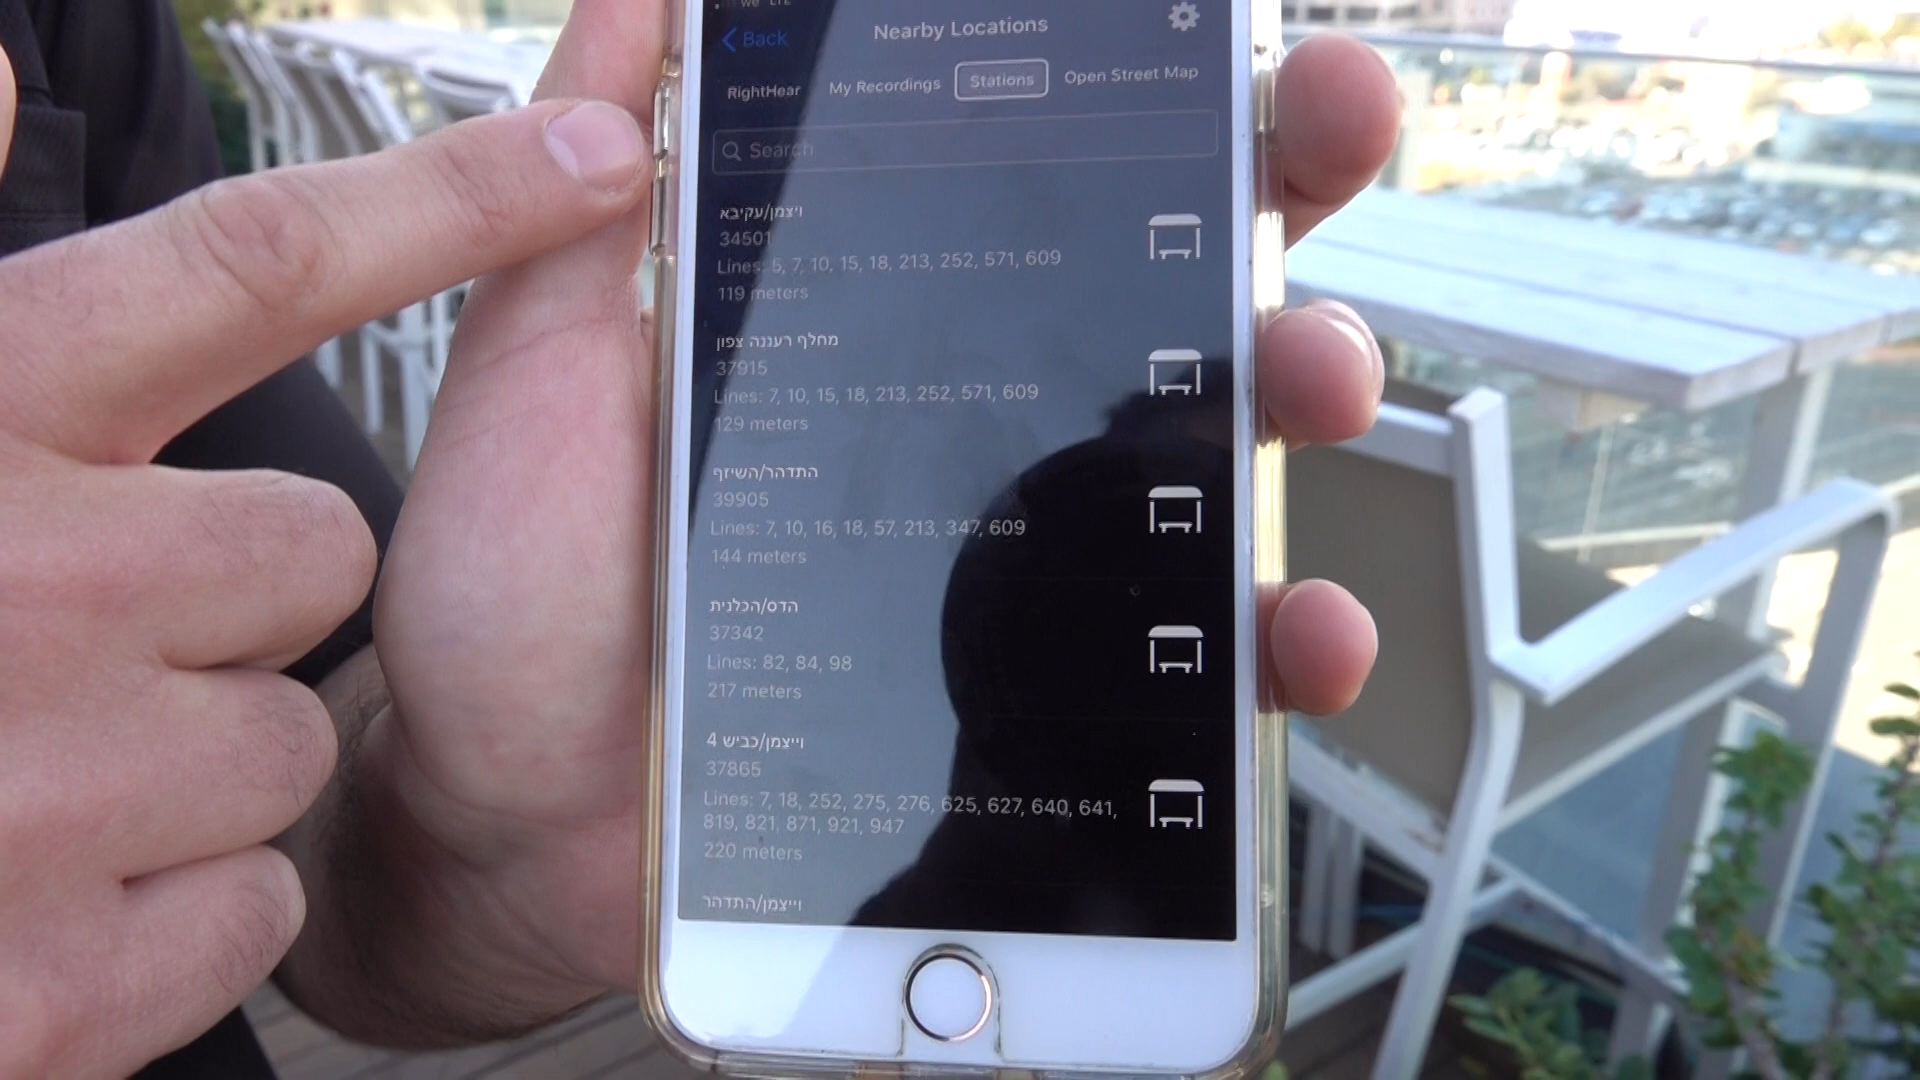 we LTE
Back
Nearby Locations
RightHear
My Recordings
Stations
Open Street Map
Search
ויצמן/עקיבא
34501
Lines: 5, 7, 10, 15, 18, 213, 252, 571, 609
119 meters
מחלף רעננה צפון
37915
Lines: 7, 10, 15, 18, 213, 252, 571, 609
129 meters
התדהר/השיזף
39905
Lines: 7, 10, 16, 18, 57, 213, 347, 609
144 meters
הדס/הכלנית
37342
Lines: 82, 84, 98
217 meters
וייצמן/כביש 4
37865
Lines: 7, 18, 252, 275, 276, 625, 627, 640, 641,
819, 821, 871, 921, 947
220 meters
וייצמן/התדהר